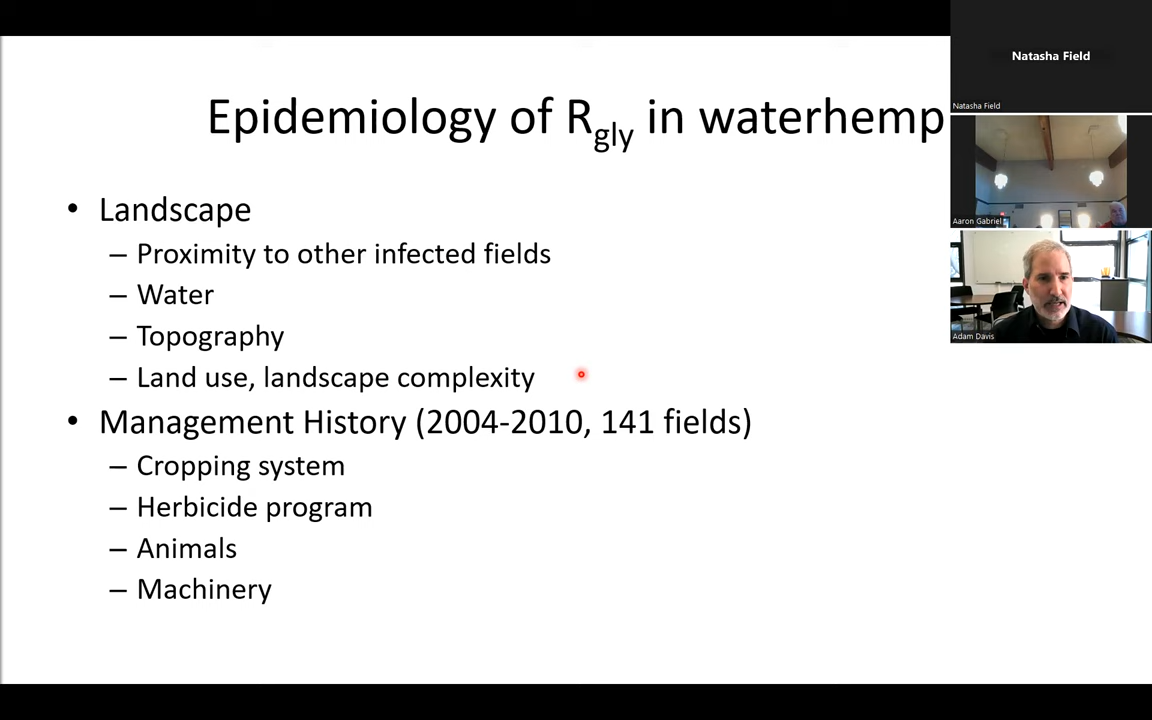 Epidemiology of Rgly in waterhemp
• Landscape
– Proximity to other infected fields
– Water
– Topography
– Land use, landscape complexity
• Management History (2004-2010, 141 fields)
– Cropping system
– Herbicide program
– Animals
– Machinery
Natasha Field
Natasha Field
Aaron Gabriel
Adam Davis